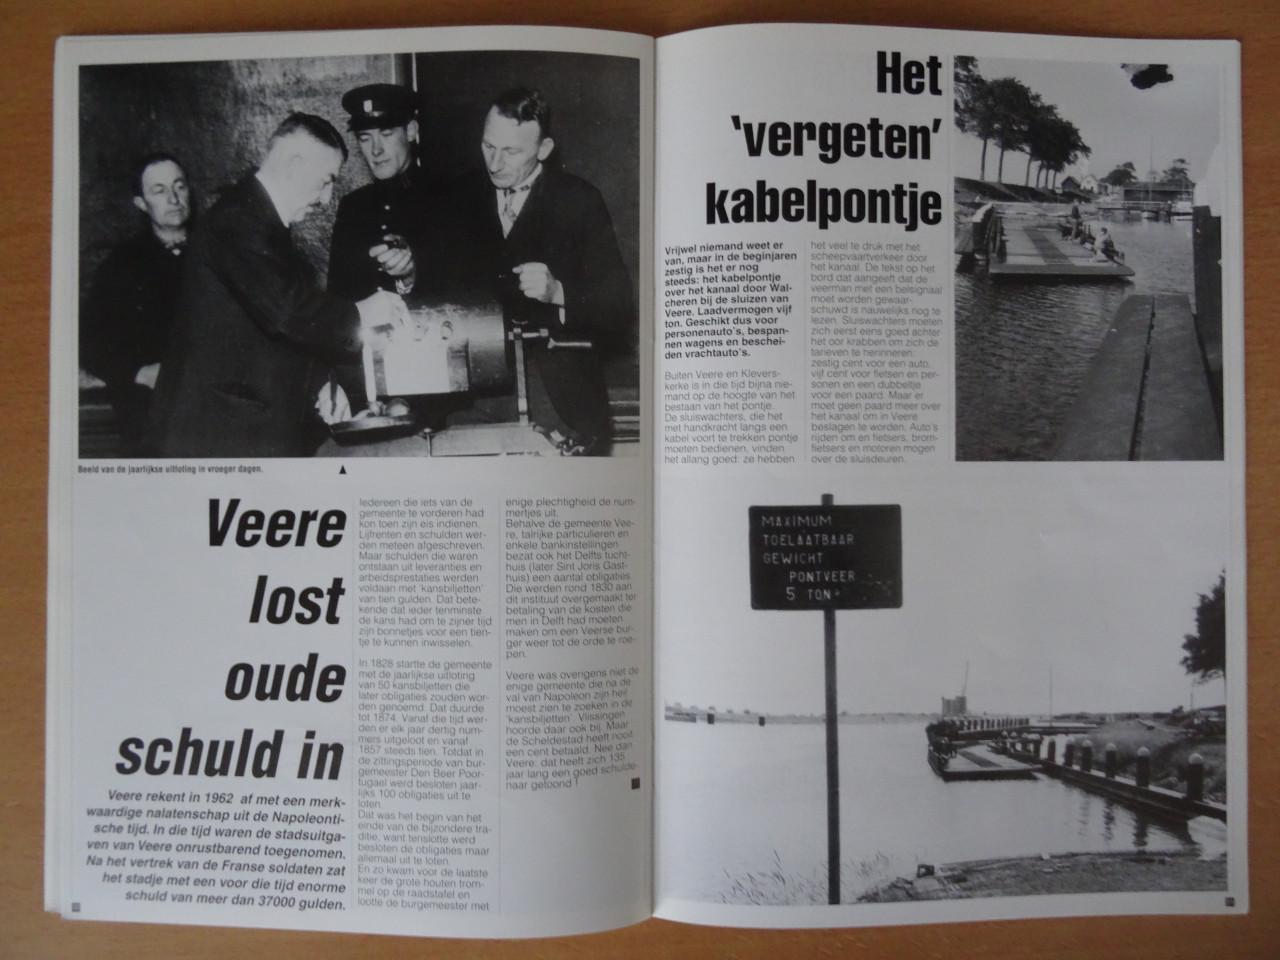 Beeld van de jaarlijkse uitloting in vroeger dagen.
Veere
lost
oude
schuld in
Veere rekent in 1962 af met een merk-
waardige nalatenschap uit de Napoleonti-
sche tijd. In die tijd waren de stadsuitga-
ven van Veere onrustbarend toegenomen.
Na het vertrek van de Franse soldaten zat
het stadje met een voor die tijd enorme
schuld van meer dan 37000 gulden.
Iedereen die iets van de
gemeente te vorderen had
kon toen zijn eis indienen.
Lijfrenten en schulden wer-
den meteen afgeschreven.
Maar schulden die waren
ontstaan uit leveranties en
arbeidsprestaties werden
voldaan met 'kansbiljetten'
van tien gulden. Dat bete-
kende dat ieder tenminste
de kans had om te zijner tijd
zijn bonnetjes voor een tien-
tje te kunnen inwisselen.
In 1828 startte de gemeente
met de jaarlijkse uitloting
van 50 kansbiljetten die
later obligaties zouden wor-
den genoemd. Dat duurde
tot 1874. Vanaf die tijd wer-
den er elk jaar dertig num-
mers uitgeloot en vanaf
1857 steeds tien. Totdat in
de zittingsperiode van bur-
gemeester Den Beer Poor-
tugael werd besloten jaar-
lijks 100 obligaties uit te
loten.
Dat was het begin van het
einde van de bijzondere tra-
ditie, want tenslotte werd
besloten de obligaties maar
allemaal uit te loten.
En zo kwam voor de laatste
keer de grote houten trom-
mel op de raadstafel en
lootte de burgemeester met
enige plechtigheid de num-
mertjes uit.
Behalve de gemeente Vee-
re, talrijke particulieren en
enkele bankinstellingen
bezat ook het Delfts tucht-
huis (later Sint Joris Gast-
huis) een aantal obligaties.
Die werden rond 1830 aan
dit instituut overgemaakt ter
betaling van de kosten die
men in Delft had moeten
maken om een Veerse bur-
ger weer tot de orde te roe-
pen.
Veere was overigens niet de
enige gemeente die na de
val van Napoleon zijn heil
moest zien te zoeken in de
'kansbiljetten'. Vlissingen
hoorde daar ook bij. Maar
de Scheldestad heeft nooit
een cent betaald. Nee dan
Veere: dat heeft zich 135
jaar lang een goed schulde-
naar getoond !
Het
'vergeten'
kabelpontje
Vrijwel niemand weet er
van, maar in de beginjaren
zestig is het er nog
steeds: het kabelpontje
over het kanaal door Wal-
cheren bij de sluizen van
Veere. Laadvermogen vijf
ton. Geschikt dus voor
personenauto's, bespan-
nen wagens en beschei-
den vrachtauto's.
Buiten Veere en Klevers-
kerke is in die tijd bijna nie-
mand op de hoogte van het
bestaan van het pontje.
De sluiswachters, die het
met handkracht langs een
kabel voort te trekken pontje
moeten bedienen, vinden
het allang goed: ze hebben
het veel te druk met het
scheepvaartverkeer door
het kanaal. De tekst op het
bord dat aangeeft dat de
veerman met een belsignaal
moet worden gewaar-
schuwd is nauwelijks nog te
lezen. Sluiswachters moeten
zich eerst eens goed achter
het oor krabben om zich de
tarieven te herinneren:
zestig cent voor een auto,
vijf cent voor fietsen en per-
sonen en een dubbeltje
voor een paard. Maar er
moet geen paard meer over
het kanaal om in Veere
beslagen te worden. Auto's
rijden om en fietsers, brom-
fietsers en motoren mogen
over de sluisdeuren.
MAXIMUM
TOELAATBAAR
GEWICHT
PONTVEER
5 TON